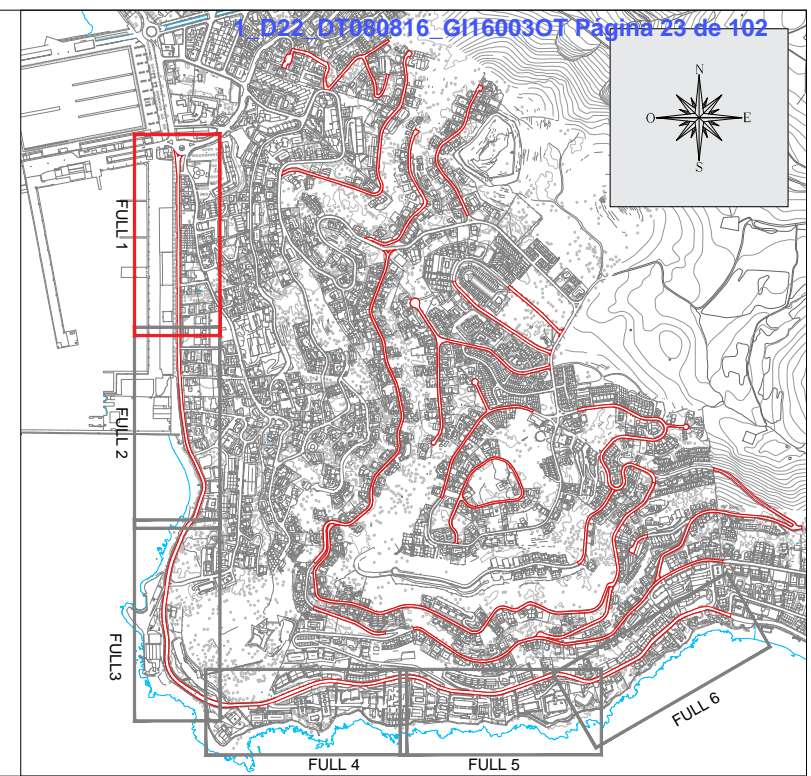 1_D22_DT080816_GI16003OT Página 23 de 102
N
O
E
S
FULL 1
FULL 2
FULL3
FULL 4
FULL 5
FULL 6